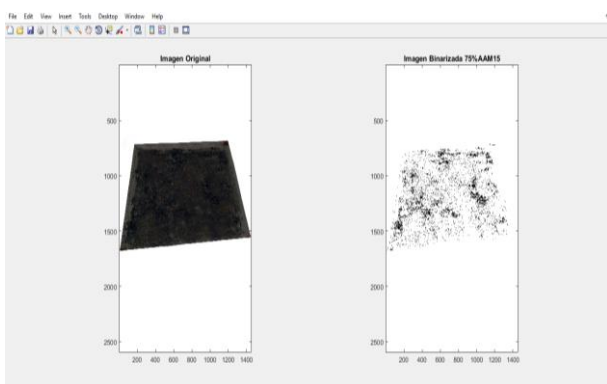 File Edit View Insert Tools Desktop Window Help
Imagen Original
500
1000
1500
2000
2500
200 400 600 800 1000 1200 1400
Imagen Binarizada 75%AAM15
500
1000
1500
2000
2500
200 400 600 800 1000 1200 1400